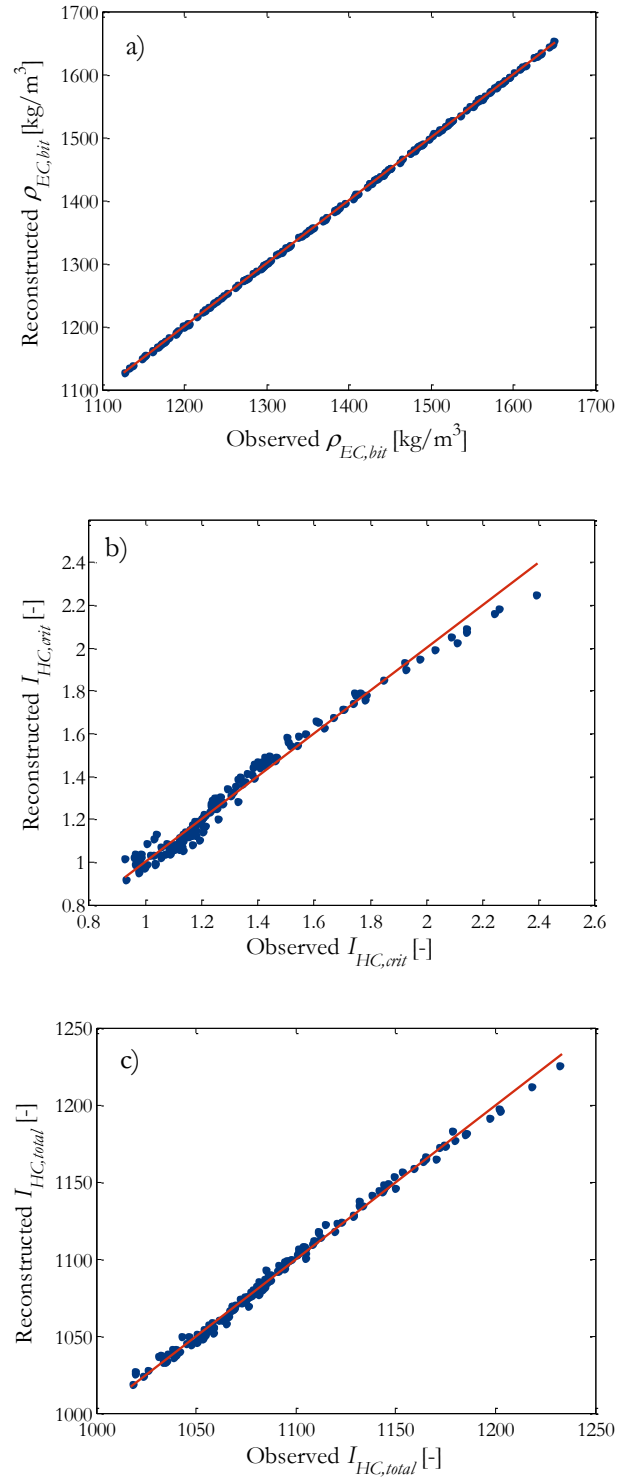 a)
Reconstructed ρEC,bit [kg/m3]
1700
1600
1500
1400
1300
1200
1100
1100 1200 1300 1400 1500 1600 1700
Observed ρEC,bit [kg/m3]
b)
Reconstructed IHC,crit [-]
2.4
2.2
2
1.8
1.6
1.4
1.2
1
0.8
0.8 1 1.2 1.4 1.6 1.8 2 2.2 2.4 2.6
Observed IHC,crit [-]
c)
Reconstructed IHC,total [-]
1250
1200
1150
1100
1050
1000
1000 1050 1100 1150 1200 1250
Observed IHC,total [-]